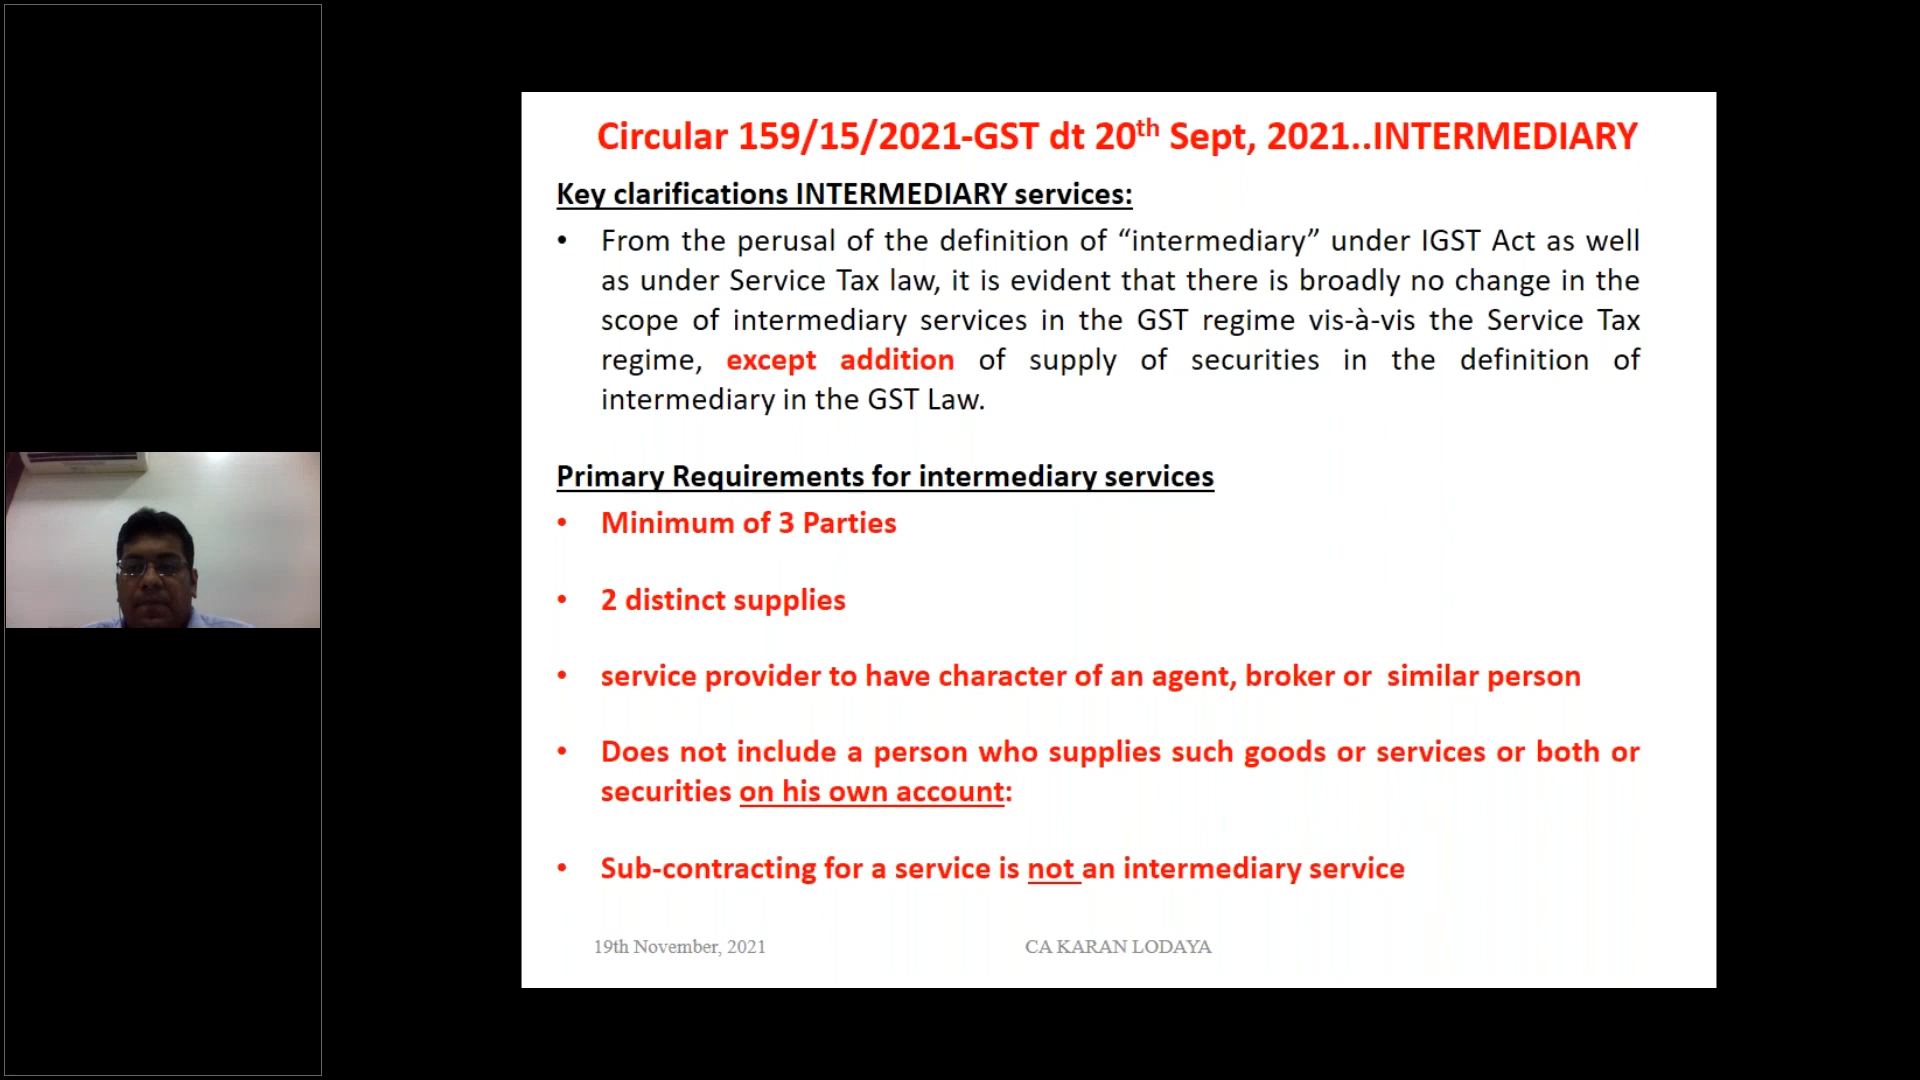 Circular 159/15/2021-GST dt 20th Sept, 2021..INTERMEDIARY
Key clarifications INTERMEDIARY services:
• From the perusal of the definition of “intermediary” under IGST Act as well
as under Service Tax law, it is evident that there is broadly no change in the
scope of intermediary services in the GST regime vis-à-vis the Service Tax
regime, except addition of supply of securities in the definition of
intermediary in the GST Law.
Primary Requirements for intermediary services
• Minimum of 3 Parties
• 2 distinct supplies
• service provider to have character of an agent, broker or  similar person
• Does not include a person who supplies such goods or services or both or
securities on his own account:
• Sub-contracting for a service is not an intermediary service
19th November, 2021 CA KARAN LODAYA